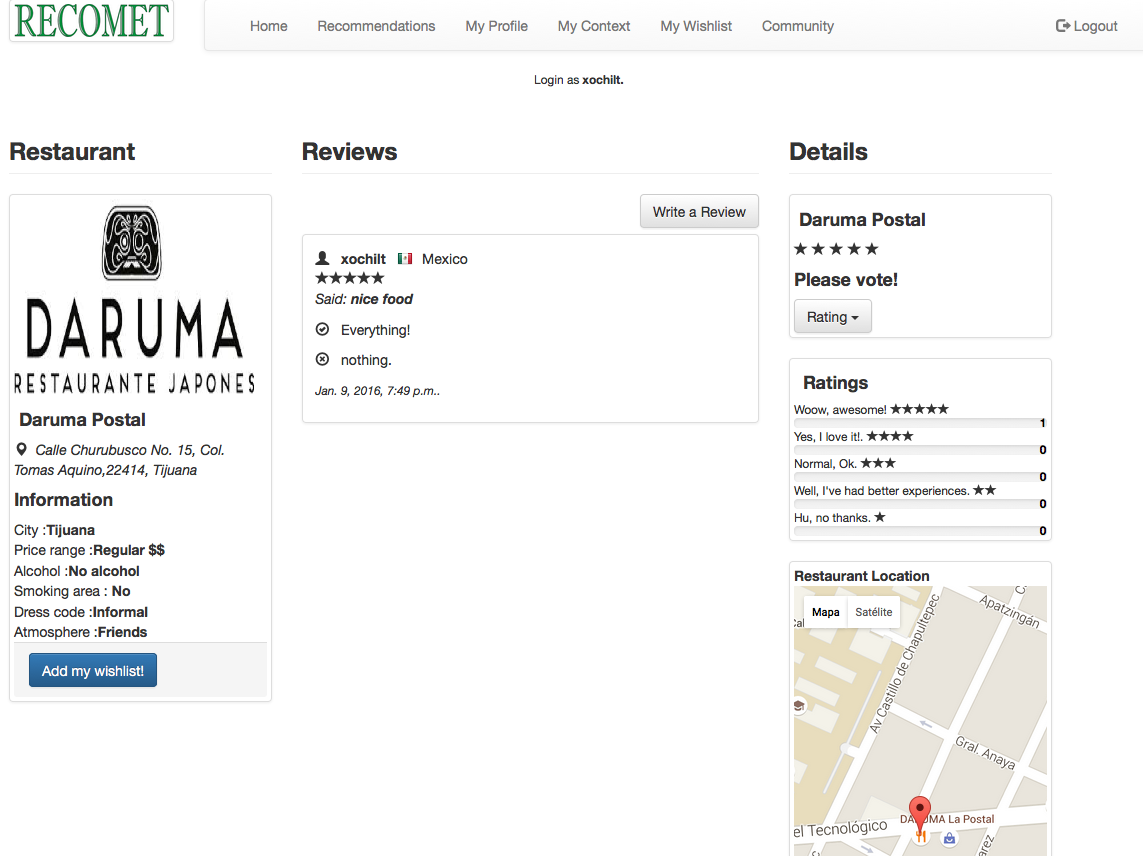 RECOMET
Home Recommendations My Profile My Context My Wishlist Community Logout
Login as xochilt.
Restaurant
DARUMA
RESTAURANTE JAPONES
Daruma Postal
Calle Churubusco No. 15, Col.
Tomas Aquino,22414, Tijuana
Information
City :Tijuana
Price range :Regular $$
Alcohol :No alcohol
Smoking area : No
Dress code :Informal
Atmosphere :Friends
Add my wishlist!
Reviews
Write a Review
xochilt Mexico
★★★★★
Said: nice food
Everything!
nothing.
Jan. 9, 2016, 7:49 p.m..
Details
Daruma Postal
★★★★★
Please vote!
Rating
Ratings
Woow, awesome! ★★★★★
1
Yes, I love it!. ★★★★
0
Normal, Ok. ★★★
0
Well, I've had better experiences. ★★
0
Hu, no thanks. ★
0
Restaurant Location
Mapa Satélite
Apatzingán
Av Castillo de Chapultepec
Gral. Anaya
DARUMA La Postal
el Tecnológico